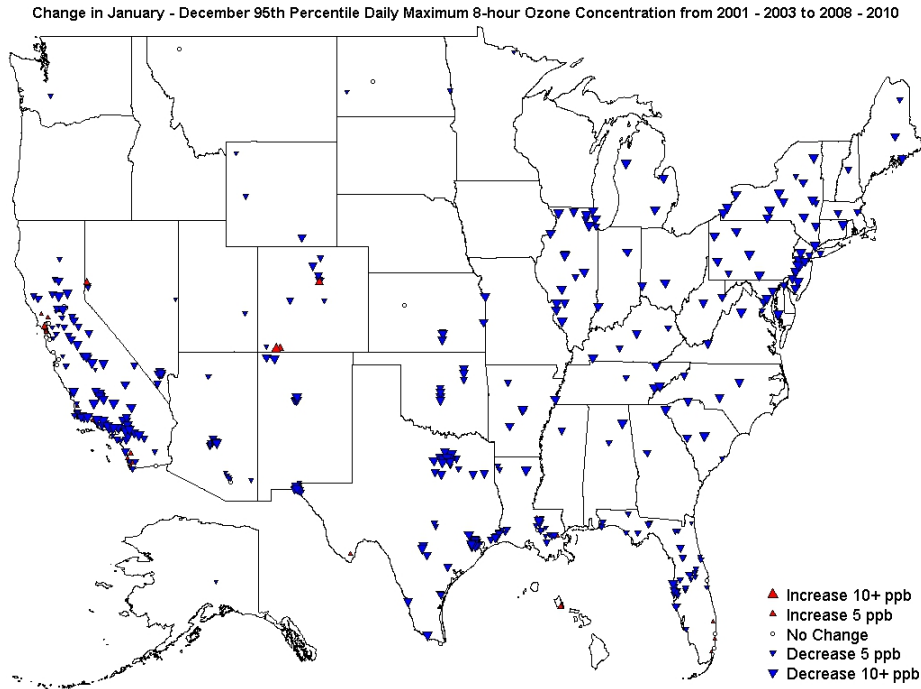 Change in January - December 95th Percentile Daily Maximum 8-hour Ozone Concentration from 2001 - 2003 to 2008 - 2010
Increase 10+ ppb
Increase 5 ppb
No Change
Decrease 5 ppb
Decrease 10+ ppb